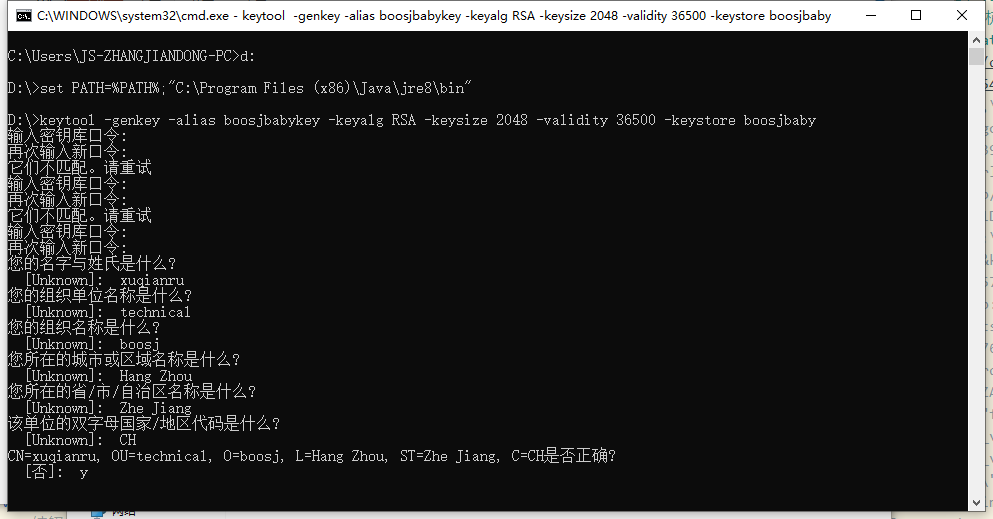 C:\WINDOWS\system32\cmd.exe - keytool  -genkey -alias boosjbabykey -keyalg RSA -keysize 2048 -validity 36500 -keystore boosjbaby
C:\Users\JS-ZHANGJIANDONG-PC>d:
D:\>set PATH=%PATH%;"C:\Program Files (x86)\Java\jre8\bin"
D:\>keytool -genkey -alias boosjbabykey -keyalg RSA -keysize 2048 -validity 36500 -keystore boosjbaby
输入密钥库口令:
再次输入新口令:
它们不匹配。请重试
输入密钥库口令:
再次输入新口令:
它们不匹配。请重试
输入密钥库口令:
再次输入新口令:
您的名字与姓氏是什么?
[Unknown]:  xuqianru
您的组织单位名称是什么?
[Unknown]:  technical
您的组织名称是什么?
[Unknown]:  boosj
您所在的城市或区域名称是什么?
[Unknown]:  Hang Zhou
您所在的省/市/自治区名称是什么?
[Unknown]:  Zhe Jiang
该单位的双字母国家/地区代码是什么?
[Unknown]:  CH
CN=xuqianru, OU=technical, O=boosj, L=Hang Zhou, ST=Zhe Jiang, C=CH是否正确?
[否]:  y
网络